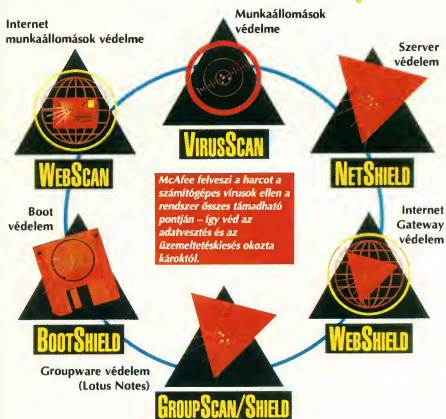 Internet
munkaállomások védelme
Munkaállomások
védelme
Szerver
védelem
WEBSCAN
VIRUSSCAN
NETSHIELD
McAfee felveszi a harcot a
számítógépes vírusok ellen a
rendszer összes támadható
pontján – így véd az
adatvesztés és az
üzemeltetéskiesés okozta
károktól.
Boot
védelem
Internet
Gateway
védelem
BOOTSHIELD
WEBSHIELD
Groupware védelem
(Lotus Notes)
GROUPSCAN/SHIELD